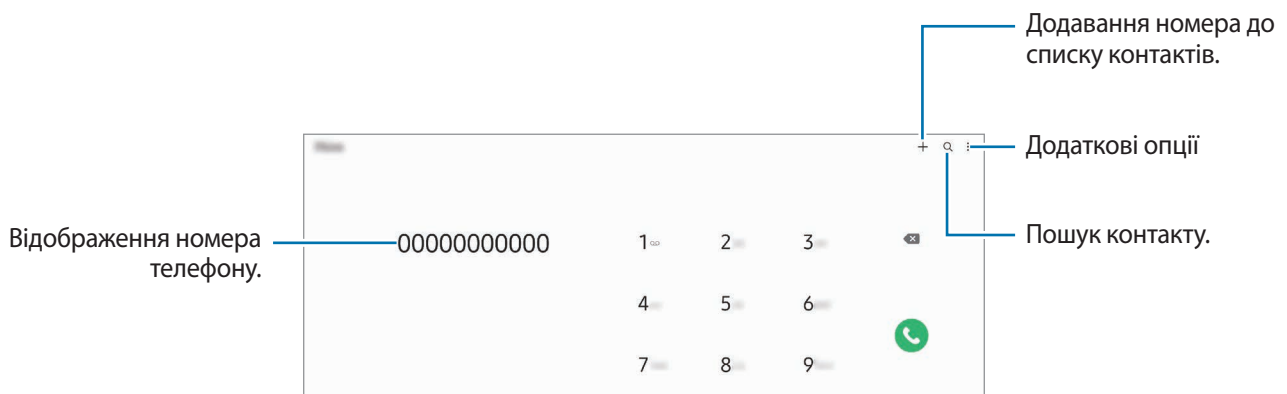 Додавання номера до
списку контактів.
Додаткові опції
Відображення номера
телефону.
00000000000
1 2 3
Пошук контакту.
4 5 6
7 8 9